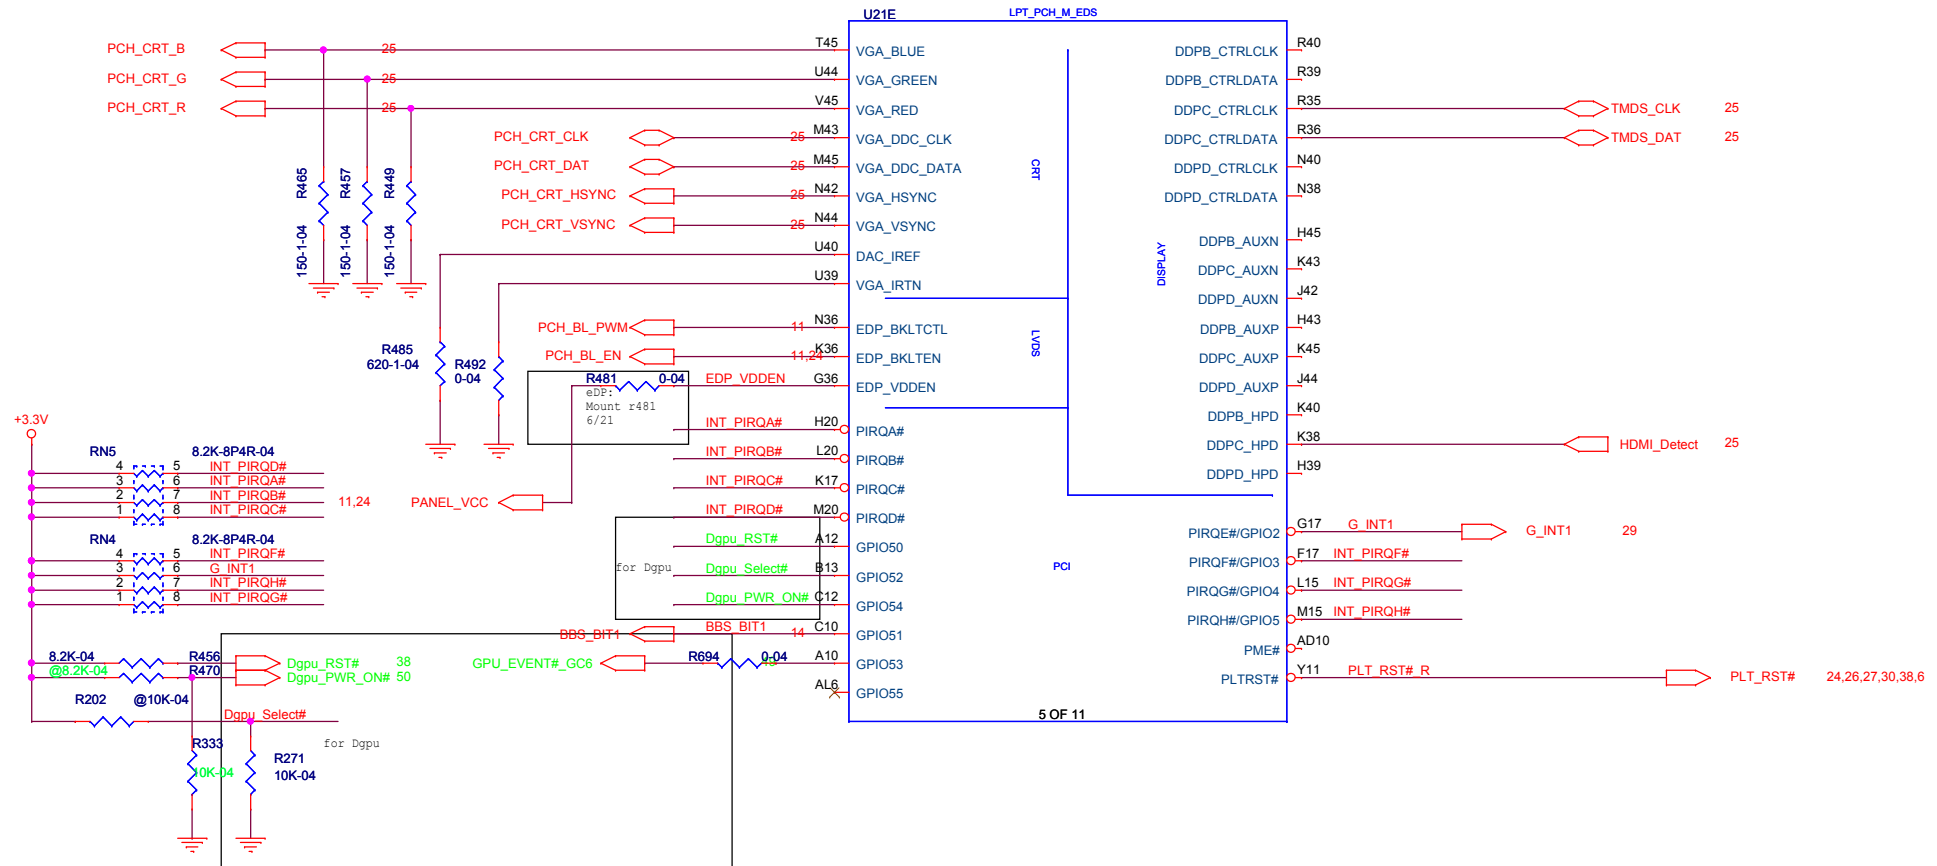 U21E
LPT_PCH_M_EDS
PCH_CRT_B 25 T45 VGA_BLUE DDPB_CTRLCLK R40
PCH_CRT_G 25 U44 VGA_GREEN DDPB_CTRLDATA R39
PCH_CRT_R 25 V45 VGA_RED DDPC_CTRLCLK R35 TMDS_CLK 25
PCH_CRT_CLK 25 M43 VGA_DDC_CLK DDPC_CTRLDATA R36 TMDS_DAT 25
PCH_CRT_DAT 25 M45 VGA_DDC_DATA DDPD_CTRLCLK N40
PCH_CRT_HSYNC 25 N42 VGA_HSYNC DDPD_CTRLDATA N38
PCH_CRT_VSYNC 25 N44 VGA_VSYNC
CRT
R465
R457
R449
150-1-04
150-1-04
150-1-04
U40 DAC_IREF DDPB_AUXN H45
U39 VGA_IRTN DDPC_AUXN K43
DISPLAY
DDPD_AUXN J42
PCH_BL_PWM 11 N36 EDP_BKLTCTL DDPB_AUXP H43
PCH_BL_EN 11,24 K36 EDP_BKLTEN DDPC_AUXP K45
LVDS
R485
620-1-04
R492
0-04
R481 0-04 EDP_VDDEN G36 EDP_VDDEN DDPD_AUXP J44
eDP:
Mount r481
6/21
DDPB_HPD K40
INT_PIRQA# H20 PIRQA#
DDPC_HPD K38 HDMI_Detect 25
INT_PIRQB# L20 PIRQB#
DDPD_HPD H39
INT_PIRQC# K17 PIRQC#
PANEL_VCC 11,24
INT_PIRQD# M20 PIRQD#
+3.3V
RN5 8.2K-8P4R-04
4 5 INT_PIRQD#
3 6 INT_PIRQA#
2 7 INT_PIRQB#
1 8 INT_PIRQC#
RN4 8.2K-8P4R-04
4 5 INT_PIRQF#
3 6 G_INT1
2 7 INT_PIRQH#
1 8 INT_PIRQG#
PIRQE#/GPIO2 G17 G_INT1 G_INT1 29
Dgpu_RST# A12 GPIO50
PIRQF#/GPIO3 F17 INT_PIRQF#
for Dgpu
Dgpu_Select# B13 GPIO52
PCI
PIRQG#/GPIO4 L15 INT_PIRQG#
Dgpu_PWR_ON# C12 GPIO54
PIRQH#/GPIO5 M15 INT_PIRQH#
BBS_BIT1 BBS_BIT1 14 C10 GPIO51
PME# AD10
GPU_EVENT#_GC6 R694 0-04 A10 GPIO53
PLTRST# Y11 PLT_RST#_R PLT_RST# 24,26,27,30,38,6
AL6 GPIO55
5 OF 11
8.2K-04 R456 Dgpu_RST# 38
@8.2K-04 R470 Dgpu_PWR_ON# 50
R202 @10K-04
Dgpu_Select#
for Dgpu
R333
10K-04
R271
10K-04